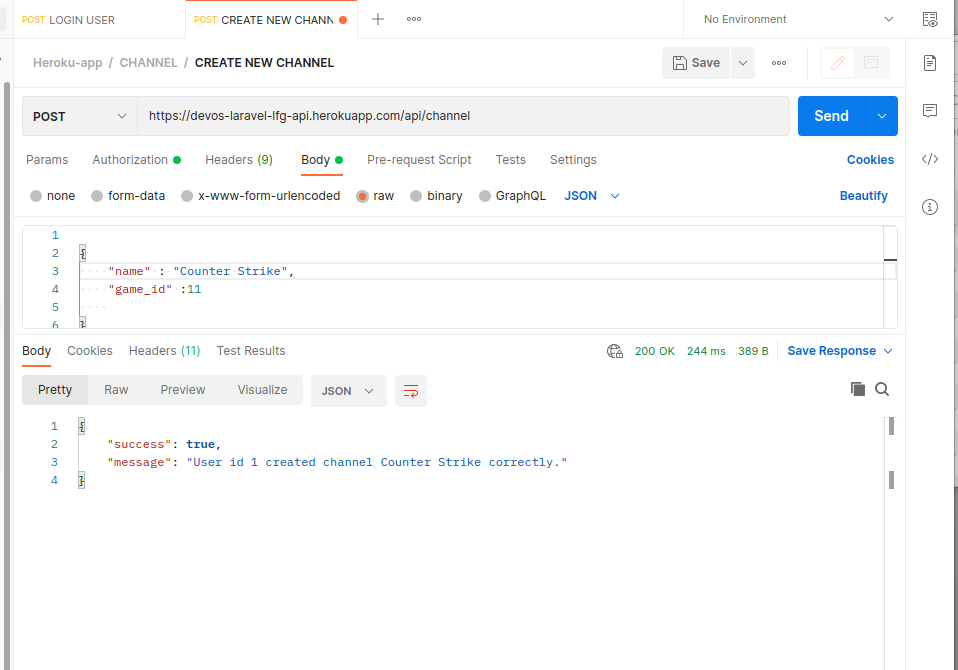 POST LOGIN USER
POST CREATE NEW CHANN
No Environment
Heroku-app / CHANNEL / CREATE NEW CHANNEL
Save
POST
https://devos-laravel-lfg-api.herokuapp.com/api/channel
Send
Params Authorization Headers (9) Body Pre-request Script Tests Settings Cookies
none form-data x-www-form-urlencoded raw binary GraphQL JSON Beautify
1
2 {
3 "name" : "Counter Strike",
4 "game_id" :11
5
6 }
Body Cookies Headers (11) Test Results 200 OK 244 ms 389 B Save Response
Pretty Raw Preview Visualize JSON
1 {
2 "success": true,
3 "message": "User id 1 created channel Counter Strike correctly."
4 }